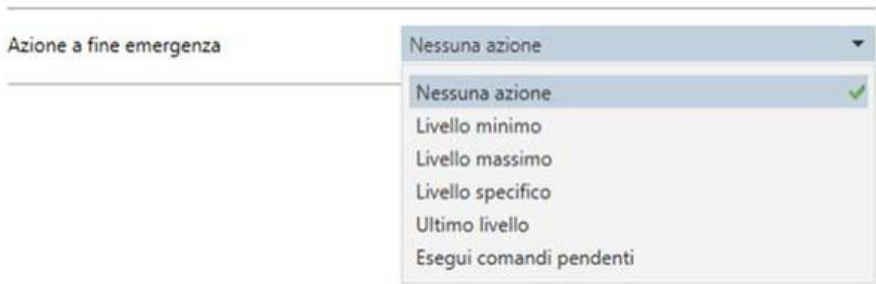 Azione a fine emergenza Nessuna azione
Nessuna azione
Livello minimo
Livello massimo
Livello specifico
Ultimo livello
Esegui comandi pendenti